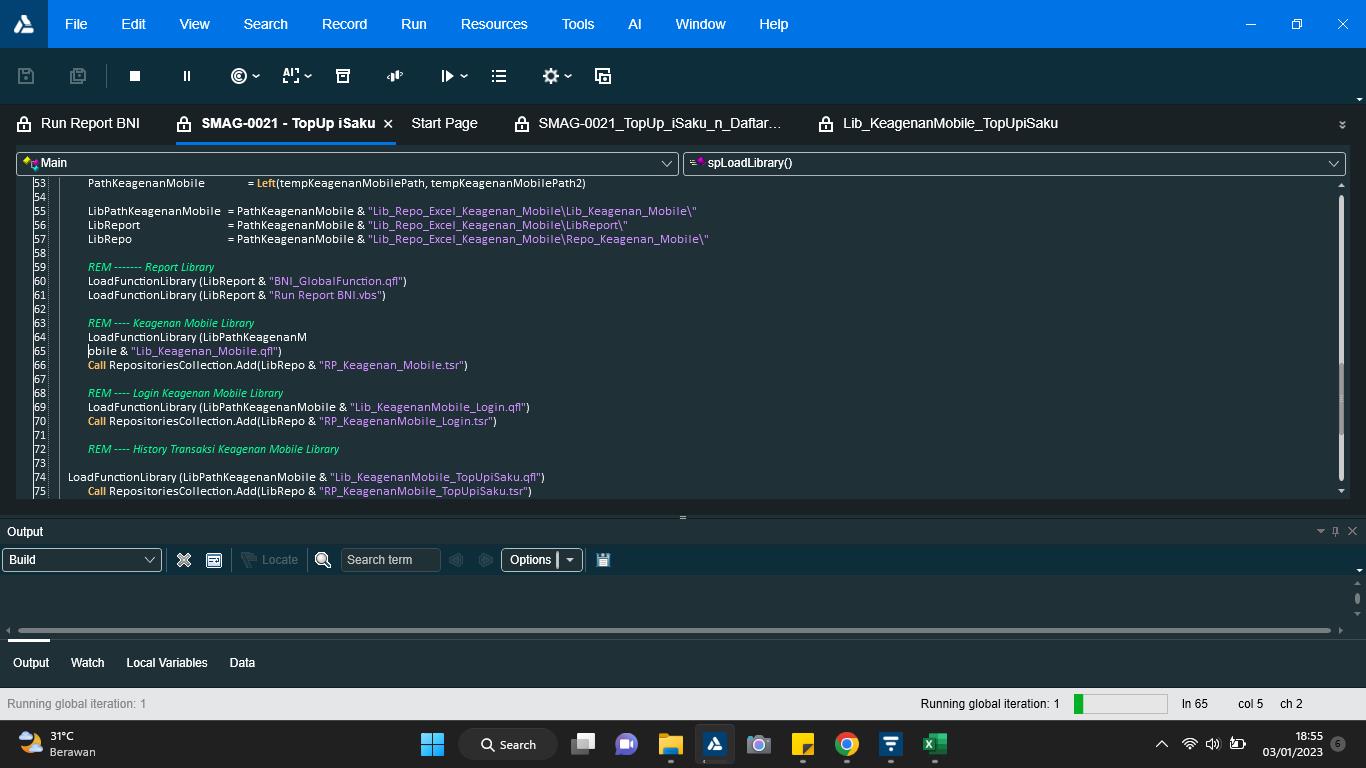 File Edit View Search Record Run Resources Tools AI Window Help
Run Report BNI SMAG-0021 - TopUp iSaku Start Page SMAG-0021_TopUp_iSaku_n_Daftar... Lib_KeagenanMobile_TopUpiSaku
Main spLoadLibrary()
53 PathKeagenanMobile = Left(tempKeagenanMobilePath, tempKeagenanMobilePath2)
54
55 LibPathKeagenanMobile = PathKeagenanMobile & "Lib_Repo_Excel_Keagenan_Mobile\Lib_Keagenan_Mobile\"
56 LibReport = PathKeagenanMobile & "Lib_Repo_Excel_Keagenan_Mobile\LibReport\"
57 LibRepo = PathKeagenanMobile & "Lib_Repo_Excel_Keagenan_Mobile\Repo_Keagenan_Mobile\"
58
59 REM ------- Report Library
60 LoadFunctionLibrary (LibReport & "BNI_GlobalFunction.qfl")
61 LoadFunctionLibrary (LibReport & "Run Report BNI.vbs")
62
63 REM ---- Keagenan Mobile Library
64 LoadFunctionLibrary (LibPathKeagenanM
65 obile & "Lib_Keagenan_Mobile.qfl")
66 Call RepositoriesCollection.Add(LibRepo & "RP_Keagenan_Mobile.tsr")
67
68 REM ---- Login Keagenan Mobile Library
69 LoadFunctionLibrary (LibPathKeagenanMobile & "Lib_KeagenanMobile_Login.qfl")
70 Call RepositoriesCollection.Add(LibRepo & "RP_KeagenanMobile_Login.tsr")
71
72 REM ---- History Transaksi Keagenan Mobile Library
73
74 LoadFunctionLibrary (LibPathKeagenanMobile & "Lib_KeagenanMobile_TopUpiSaku.qfl")
75 Call RepositoriesCollection.Add(LibRepo & "RP_KeagenanMobile_TopUpiSaku.tsr")
Output
Build Locate Search term Options
Output Watch Local Variables Data
Running global iteration: 1 Running global iteration: 1 ln 65 col 5 ch 2
31°C
Berawan
Search
18:55
03/01/2023
6